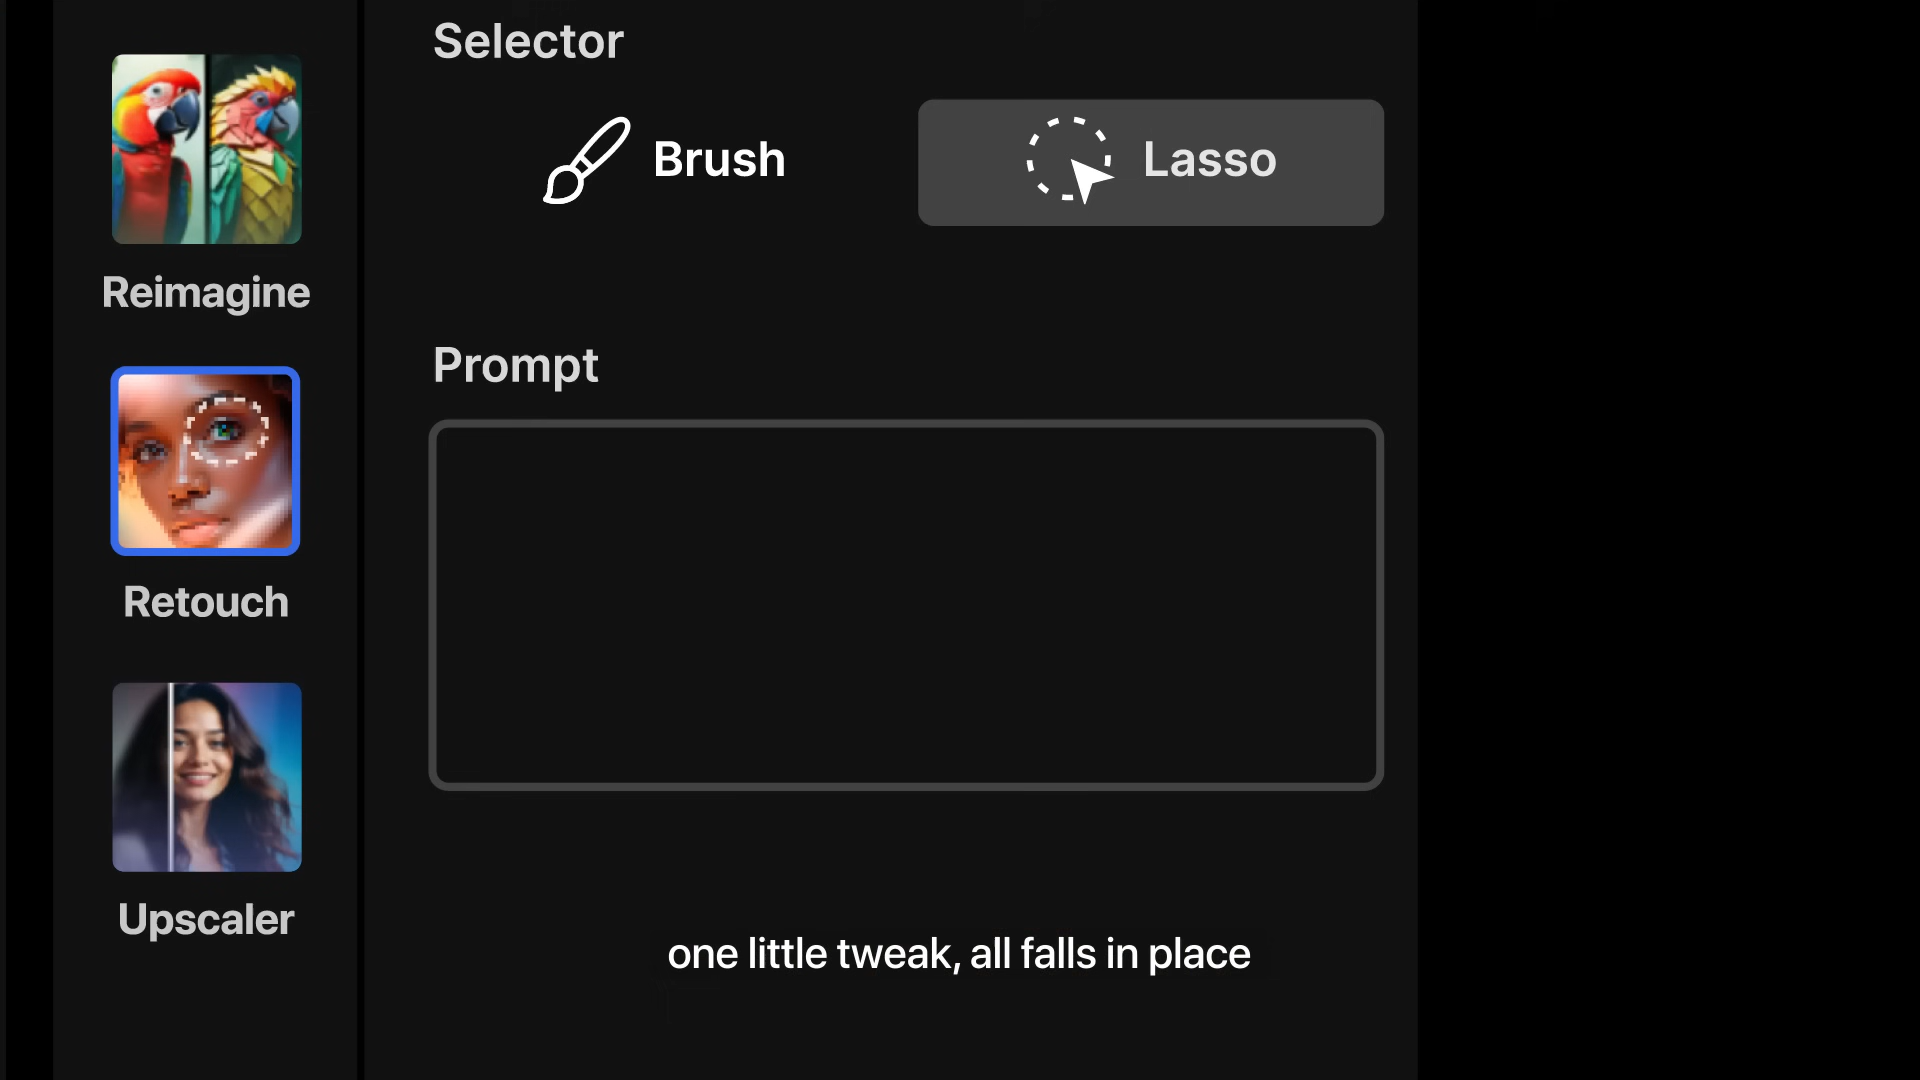 Selector
Brush
Lasso
Reimagine
Prompt
Retouch
Upscaler
one little tweak, all falls in place